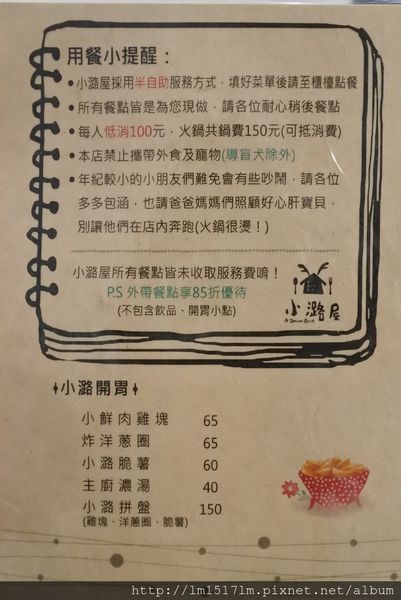 用餐小提醒：
•小潞屋採用半自助服務方式，填好菜單後請至櫃檯點餐
•所有餐點皆是為您現做，請各位耐心稍後餐點
•每人低消100元，火鍋共鍋費150元(可抵消費)
•本店禁止攜帶外食及寵物(導盲犬除外)
•年紀較小的小朋友們難免會有些吵鬧，請各位
多多包涵，也請爸爸媽媽們照顧好心肝寶貝，
別讓他們在店內奔跑(火鍋很燙！)
小潞屋所有餐點皆未收取服務費唷！
P.S 外帶餐點享85折優待
(不包含飲品、開胃小點)
小潞屋
小潞開胃
小鮮肉雞塊 65
炸洋蔥圈 65
小潞脆薯 60
主廚濃湯 40
小潞拼盤 150
(雞塊、洋蔥圈、脆薯)
http://lml517lm.pixnet.net/album